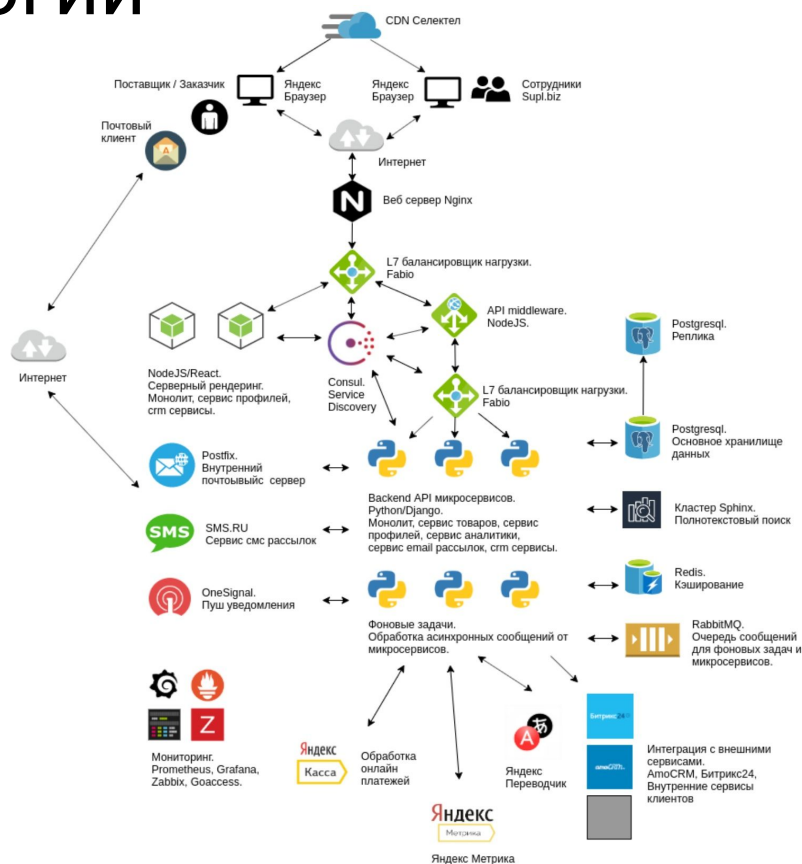 CDN Селектел
Поставщик / Заказчик
Яндекс
Браузер
Яндекс
Браузер
Сотрудники
Supl.biz
Почтовый
клиент
A
Интернет
N
Веб сервер Nginx
L7 балансировщик нагрузки.
Fabio
API middleware.
NodeJS.
Postgresql.
Реплика
Интернет
NodeJS/React.
Серверный рендеринг.
Монолит, сервис профилей,
crm сервисы.
Consul.
Service
Discovery
L7 балансировщик нагрузки.
Fabio
Postgresql.
Основное хранилище
данных
Postfix.
Внутренний
почтоывыйс сервер
Backend API микросервисов.
Python/Django.
Монолит, сервис товаров, сервис
профилей, сервис аналитики,
сервис email рассылок, crm сервисы.
Кластер Sphinx.
Полнотекстовый поиск
SMS
SMS.RU
Сервис смс рассылок
OneSignal.
Пуш уведомления
Redis.
Кэширование
Фоновые задачи.
Обработка асинхронных сообщений от
микросервисов.
RabbitMQ.
Очередь сообщений
для фоновых задач и
микросервисов.
Z
Мониторинг.
Prometheus, Grafana,
Zabbix, Goaccess.
Яндекс
Касса
Обработка
онлайн
платежей
あ
A
Яндекс
Переводчик
Битрикс24
amoCRM.
Интеграция с внешними
сервисами.
AmoCRM, Битрикс24,
Внутренние сервисы
клиентов
Яндекс
Метрика
Яндекс Метрика